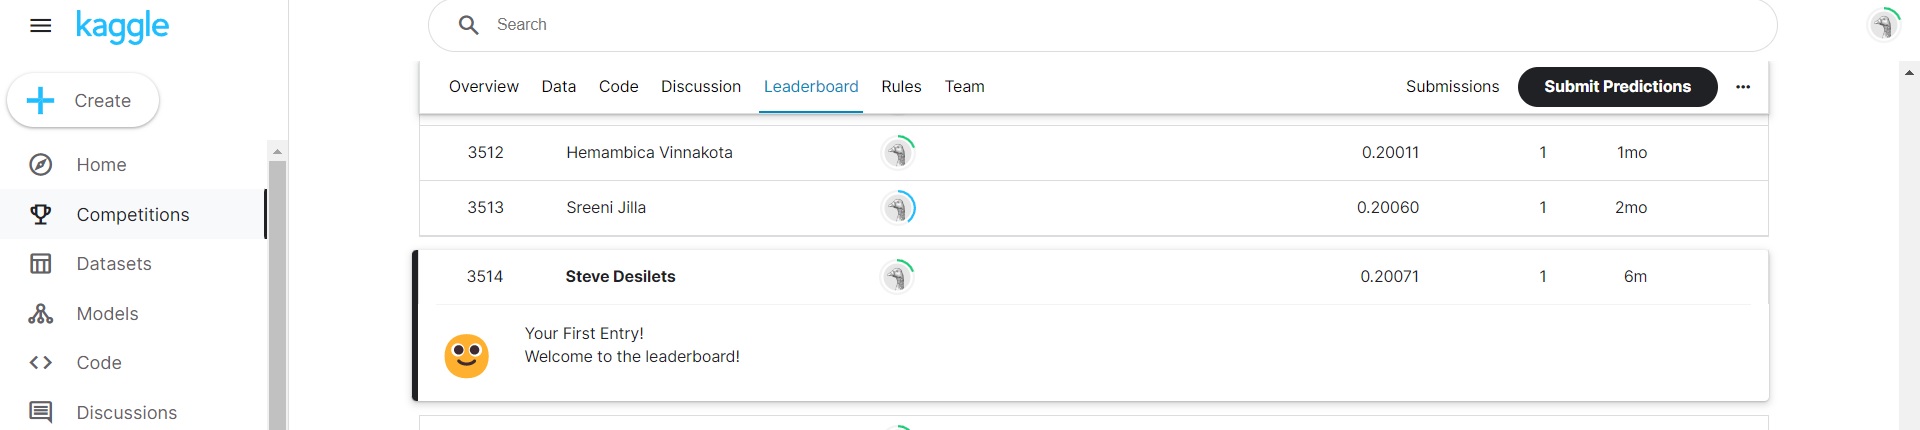 kaggle
Search
Create
Home
Competitions
Datasets
Models
Code
Discussions
Overview Data Code Discussion Leaderboard Rules Team Submissions Submit Predictions
3512 Hemambica Vinnakota 0.20011 1 1mo
3513 Sreeni Jilla 0.20060 1 2mo
3514 Steve Desilets 0.20071 1 6m
Your First Entry!
Welcome to the leaderboard!